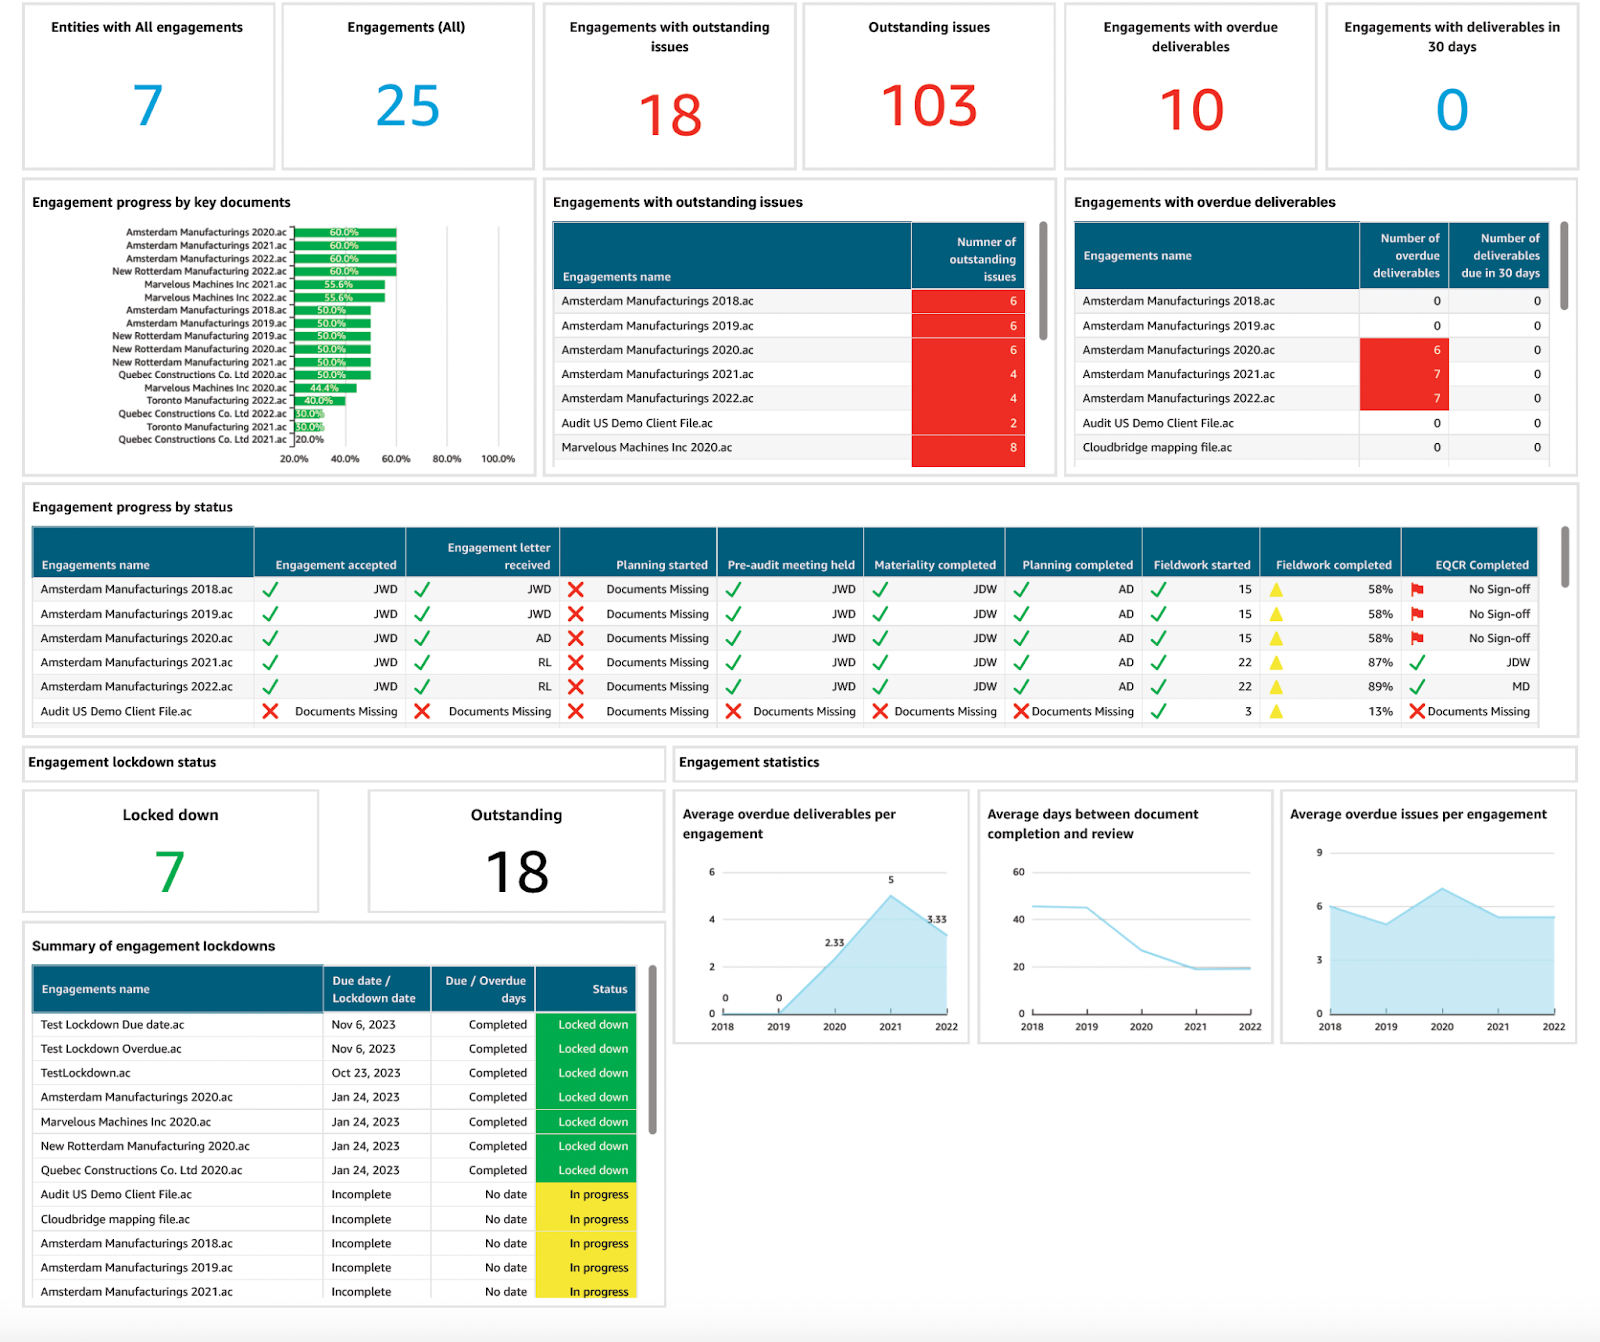 Entities with All engagements
7
Engagements (All)
25
Engagements with outstanding
issues
18
Outstanding issues
103
Engagements with overdue
deliverables
10
Engagements with deliverables in
30 days
0
Engagement progress by key documents
Amsterdam Manufacturings 2020.ac 60.0%
Amsterdam Manufacturings 2021.ac 60.0%
Amsterdam Manufacturings 2022.ac 60.0%
New Rotterdam Manufacturing 2022.ac 60.0%
Marvelous Machines Inc 2021.ac 55.6%
Marvelous Machines Inc 2022.ac 55.6%
Amsterdam Manufacturings 2018.ac 50.0%
Amsterdam Manufacturings 2019.ac 50.0%
New Rotterdam Manufacturing 2019.ac 50.0%
New Rotterdam Manufacturing 2020.ac 50.0%
New Rotterdam Manufacturing 2021.ac 50.0%
Quebec Constructions Co. Ltd 2020.ac 50.0%
Marvelous Machines Inc 2020.ac 44.4%
Toronto Manufacturing 2022.ac 40.0%
Quebec Constructions Co. Ltd 2022.ac 30.0%
Toronto Manufacturing 2021.ac 30.0%
Quebec Constructions Co. Ltd 2021.ac 20.0%
20.0% 40.0% 60.0% 80.0% 100.0%
Engagements with outstanding issues
Engagements name
Numner of
outstanding
issues
Amsterdam Manufacturings 2018.ac 6
Amsterdam Manufacturings 2019.ac 6
Amsterdam Manufacturings 2020.ac 6
Amsterdam Manufacturings 2021.ac 4
Amsterdam Manufacturings 2022.ac 4
Audit US Demo Client File.ac 2
Marvelous Machines Inc 2020.ac 8
Engagements with overdue deliverables
Engagements name
Number of
overdue
deliverables
Number of
deliverables
due in 30 days
Amsterdam Manufacturings 2018.ac 0 0
Amsterdam Manufacturings 2019.ac 0 0
Amsterdam Manufacturings 2020.ac 6 0
Amsterdam Manufacturings 2021.ac 7 0
Amsterdam Manufacturings 2022.ac 7 0
Audit US Demo Client File.ac 0 0
Cloudbridge mapping file.ac 0 0
Engagement progress by status
Engagements name
Engagement accepted
Engagement letter
received
Planning started
Pre-audit meeting held
Materiality completed
Planning completed
Fieldwork started
Fieldwork completed
EQCR Completed
Amsterdam Manufacturings 2018.ac JWD JWD Documents Missing JWD JDW AD 15 58% No Sign-off
Amsterdam Manufacturings 2019.ac JWD JWD Documents Missing JWD JDW AD 15 58% No Sign-off
Amsterdam Manufacturings 2020.ac JWD AD Documents Missing JWD JDW AD 15 58% No Sign-off
Amsterdam Manufacturings 2021.ac JWD RL Documents Missing JWD JDW AD 22 87% JDW
Amsterdam Manufacturings 2022.ac JWD RL Documents Missing JWD JDW AD 22 89% MD
Audit US Demo Client File.ac Documents Missing Documents Missing Documents Missing Documents Missing Documents Missing Documents Missing 3 13% Documents Missing
Engagement lockdown status
Locked down
7
Outstanding
18
Summary of engagement lockdowns
Engagements name
Due date /
Lockdown date
Due / Overdue
days
Status
Test Lockdown Due date.ac Nov 6, 2023 Completed Locked down
Test Lockdown Overdue.ac Nov 6, 2023 Completed Locked down
TestLockdown.ac Oct 23, 2023 Completed Locked down
Amsterdam Manufacturings 2020.ac Jan 24, 2023 Completed Locked down
Marvelous Machines Inc 2020.ac Jan 24, 2023 Completed Locked down
New Rotterdam Manufacturing 2020.ac Jan 24, 2023 Completed Locked down
Quebec Constructions Co. Ltd 2020.ac Jan 24, 2023 Completed Locked down
Audit US Demo Client File.ac Incomplete No date In progress
Cloudbridge mapping file.ac Incomplete No date In progress
Amsterdam Manufacturings 2018.ac Incomplete No date In progress
Amsterdam Manufacturings 2019.ac Incomplete No date In progress
Amsterdam Manufacturings 2021.ac Incomplete No date In progress
Engagement statistics
Average overdue deliverables per
engagement
6
4
2
0
0 0 2.33 5 3.33
2018 2019 2020 2021 2022
Average days between document
completion and review
60
40
20
0
2018 2019 2020 2021 2022
Average overdue issues per engagement
9
6
3
0
2018 2019 2020 2021 2022